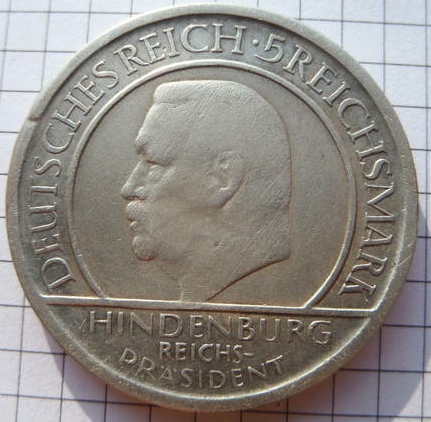 DEUTSCHES REICH · 5 REICHSMARK
HINDENBURG
REICHS-
PRÄSIDENT